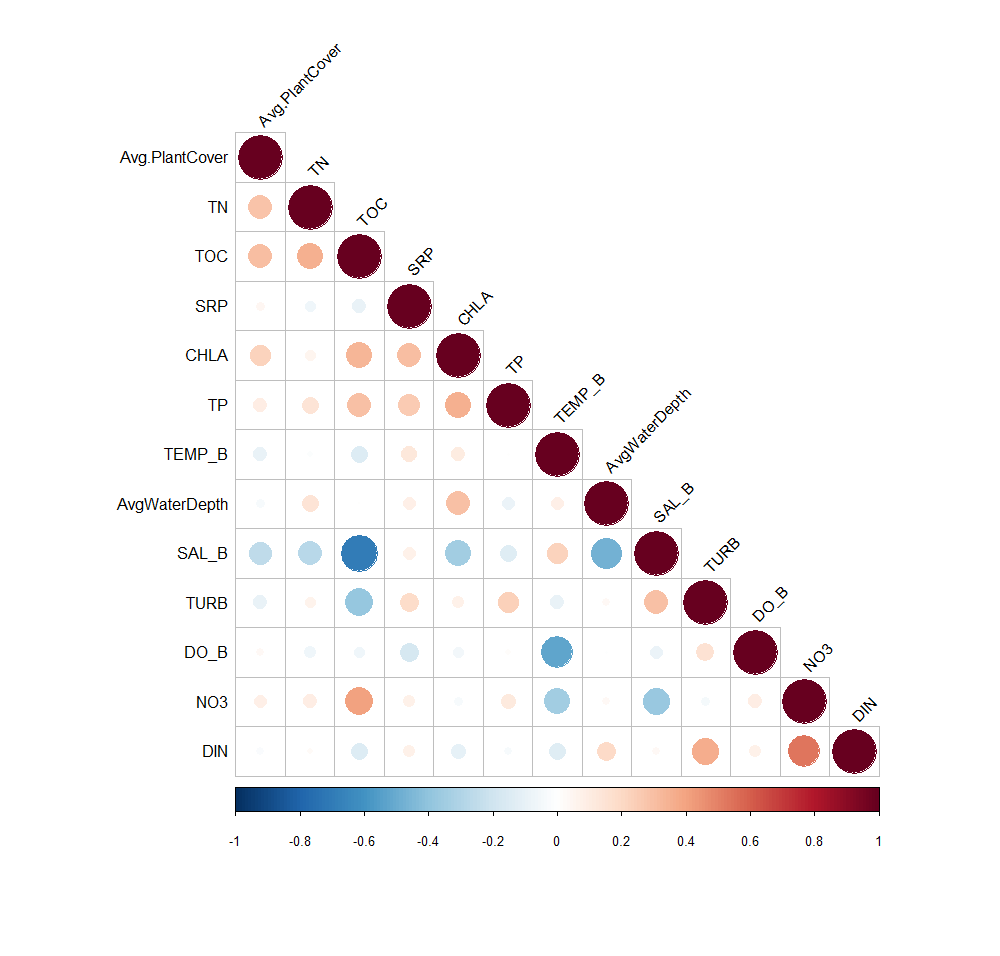 Avg.PlantCover
Avg.PlantCover
TN
TN
TOC
TOC
SRP
SRP
CHLA
CHLA
TP
TP
TEMP_B
TEMP_B
AvgWaterDepth
AvgWaterDepth
SAL_B
SAL_B
TURB
TURB
DO_B
DO_B
NO3
NO3
DIN
DIN
-1 -0.8 -0.6 -0.4 -0.2 0 0.2 0.4 0.6 0.8 1